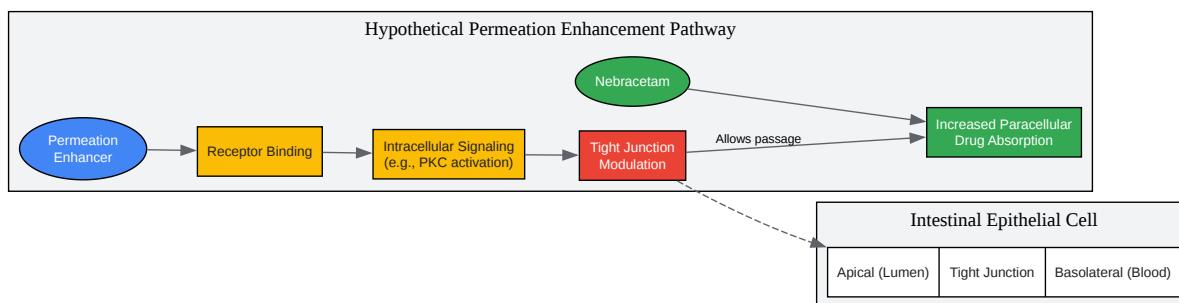 Hypothetical Permeation Enhancement Pathway
Nebracetam
Permeation
Enhancer
Receptor Binding
Intracellular Signaling
(e.g., PKC activation)
Tight Junction
Modulation
Allows passage
Increased Paracellular
Drug Absorption
Intestinal Epithelial Cell
Apical (Lumen)
Tight Junction
Basolateral (Blood)